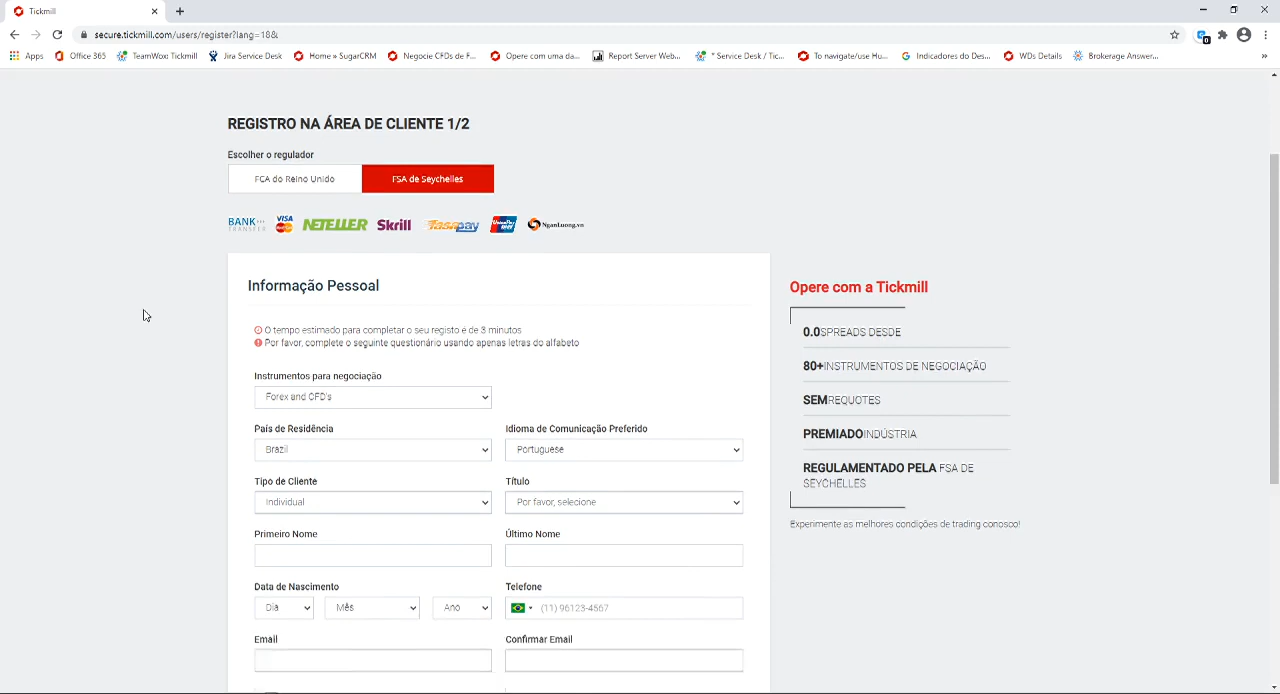 Tickmill
secure.tickmill.com/users/register?lang=18&
Apps Office 365 TeamWox Tickmill Jira Service Desk Home » SugarCRM Negocie CFDs de F... Opere com uma da... Report Server Web... * Service Desk / Tic... To navigate/use Hu... Indicadores do Des... WDs Details Brokerage Answer... »
REGISTRO NA ÁREA DE CLIENTE 1/2
Escolher o regulador
FCA do Reino Unido FSA de Seychelles
BANK TRANSFER VISA NETELLER Skrill fasapay UnionPay NganLuong.vn
Informação Pessoal
O tempo estimado para completar o seu registo é de 3 minutos
Por favor, complete o seguinte questionário usando apenas letras do alfabeto
Instrumentos para negociação
Forex and CFD's
País de Residência Idioma de Comunicação Preferido
Brazil Portuguese
Tipo de Cliente Título
Individual Por favor, selecione
Primeiro Nome Último Nome
Data de Nascimento Telefone
Dia Mês Ano (11) 96123-4567
Email Confirmar Email
Opere com a Tickmill
0.0SPREADS DESDE
80+INSTRUMENTOS DE NEGOCIAÇÃO
SEMREQUOTES
PREMIADOINDÚSTRIA
REGULAMENTADO PELA FSA DE
SEYCHELLES
Experimente as melhores condições de trading conosco!